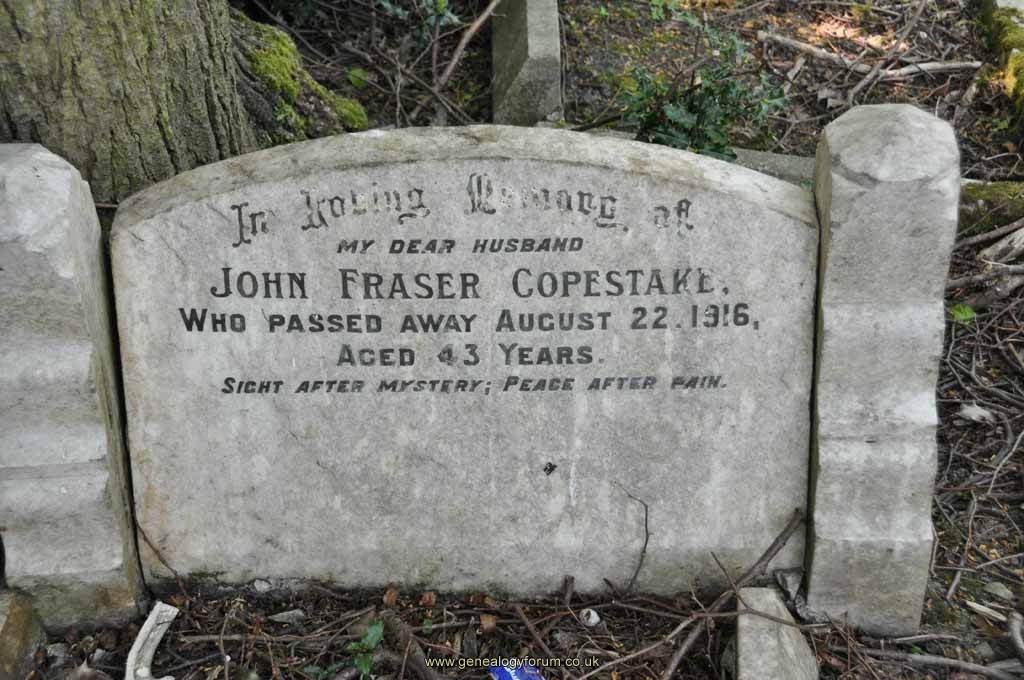 In Loving Memory of
MY DEAR HUSBAND
JOHN FRASER COPESTAKE,
WHO PASSED AWAY AUGUST 22. 1916,
AGED 43 YEARS.
SIGHT AFTER MYSTERY; PEACE AFTER PAIN.
www.genealogyforum.co.uk